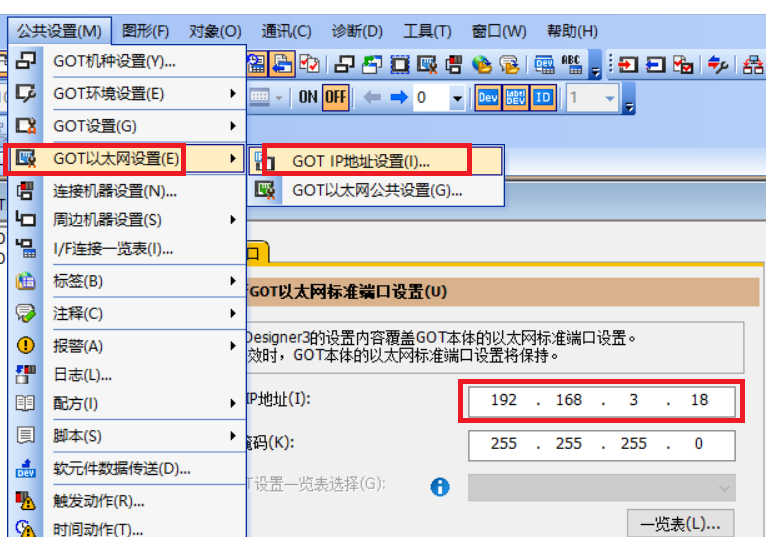 公共设置(M) 图形(F) 对象(O) 通讯(C) 诊断(D) 工具(T) 窗口(W) 帮助(H)
GOT机种设置(Y)...
GOT环境设置(E)
ON OFF 0 Dev ID 1
GOT设置(G)
GOT以太网设置(E)
GOT IP地址设置(I)...
GOT以太网公共设置(G)...
连接机器设置(N)...
周边机器设置(S)
I/F连接一览表(I)...
口
标签(B)
GOT以太网标准端口设置(U)
注释(C)
Designer3的设置内容覆盖GOT本体的以太网标准端口设置。
效时，GOT本体的以太网标准端口设置将保持。
报警(A)
日志(L)...
配方(I)
IP地址(I):
192 . 168 . 3 . 18
脚本(S)
掩码(K):
255 . 255 . 255 . 0
软元件数据传送(D)...
设置一览表选择(G):
触发动作(R)...
一览表(L)...
时间动作(T)...